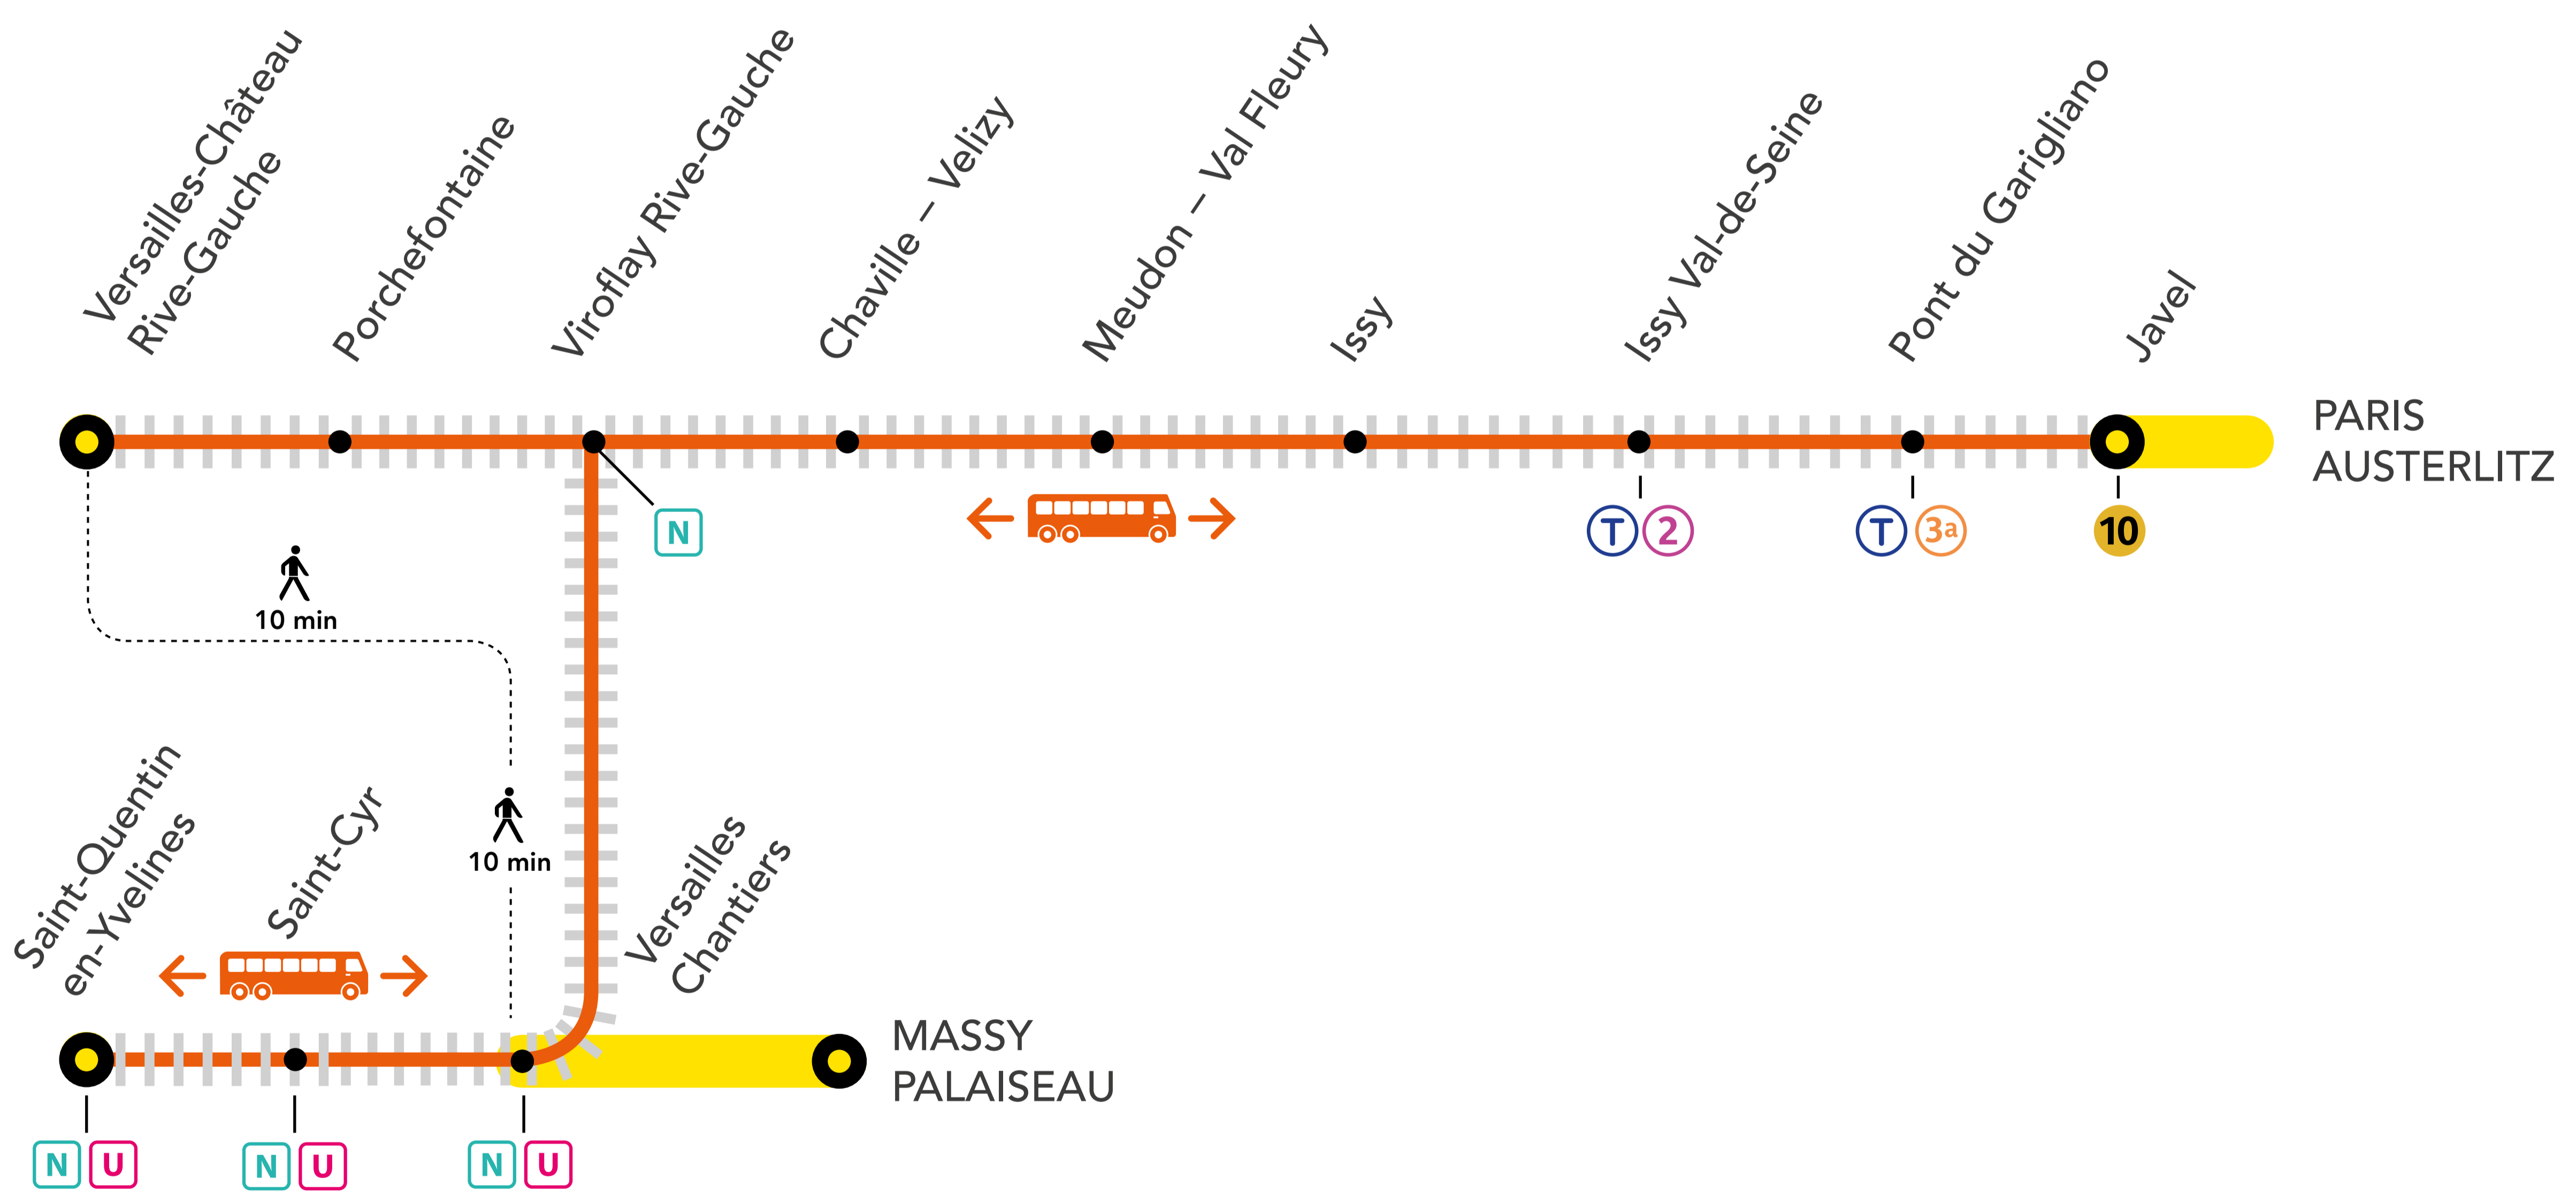 Versailles-Château
Rive-Gauche
Porchefontaine
Viroflay Rive-Gauche
Chaville – Velizy
Meudon – Val Fleury
Issy
Issy Val-de-Seine
Pont du Garigliano
Javel
PARIS
AUSTERLITZ
N
T 2
T 3a
10
10 min
10 min
Saint-Quentin
en-Yvelines
Saint-Cyr
Versailles
Chantiers
MASSY
PALAISEAU
N U
N U
N U